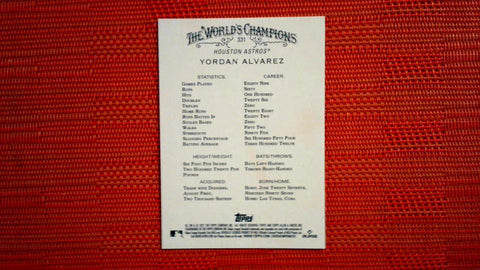 THE WORLD'S CHAMPIONS
331
HOUSTON ASTROS®
YORDAN ALVAREZ
STATISTICS. CAREER.
GAMES PLAYED EIGHTY NINE
RUNS SIXTY
HITS ONE HUNDRED
DOUBLES TWENTY SIX
TRIPLES ZERO
HOME RUNS TWENTY EIGHT
RUNS BATTED IN EIGHTY TWO
STOLEN BASES ZERO
WALKS FIFTY TWO
STRIKEOUTS NINETY FIVE
SLUGGING PERCENTAGE SIX HUNDRED FIFTY FOUR
BATTING AVERAGE THREE HUNDRED TWELVE
HEIGHT/WEIGHT. BATS/THROWS.
SIX FOOT FIVE INCHES BATS LEFT-HANDED
TWO HUNDRED TWENTY FIVE THROWS RIGHT-HANDED
POUNDS
ACQUIRED. BORN/HOME.
TRADE WITH DODGERS, BORN: JUNE TWENTY SEVENTH,
AUGUST FIRST, NINETEEN NINETY SEVEN
TWO THOUSAND SIXTEEN HOME: LAS TUNAS, CUBA
Topps